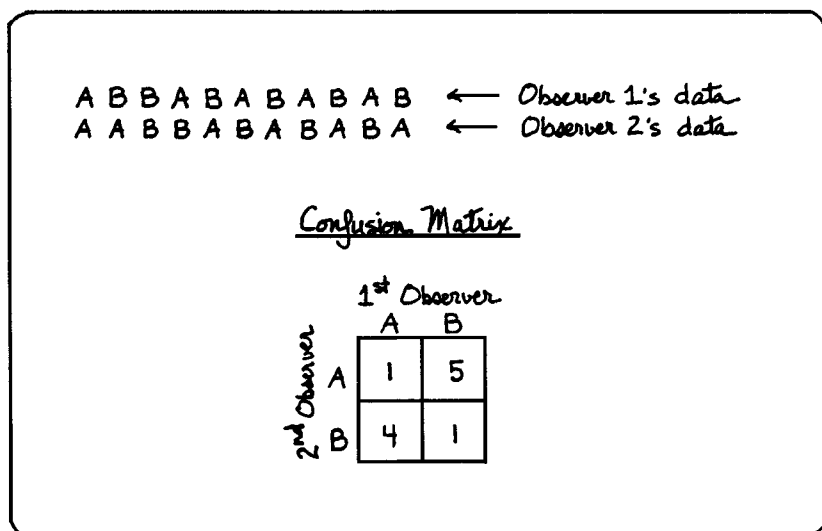 A B B A B A B A B A B ← Observer 1's data
A A B B A B A B A B A ← Observer 2's data
Confusion Matrix
1st Observer
A B
2nd Observer
A 1 5
B 4 1